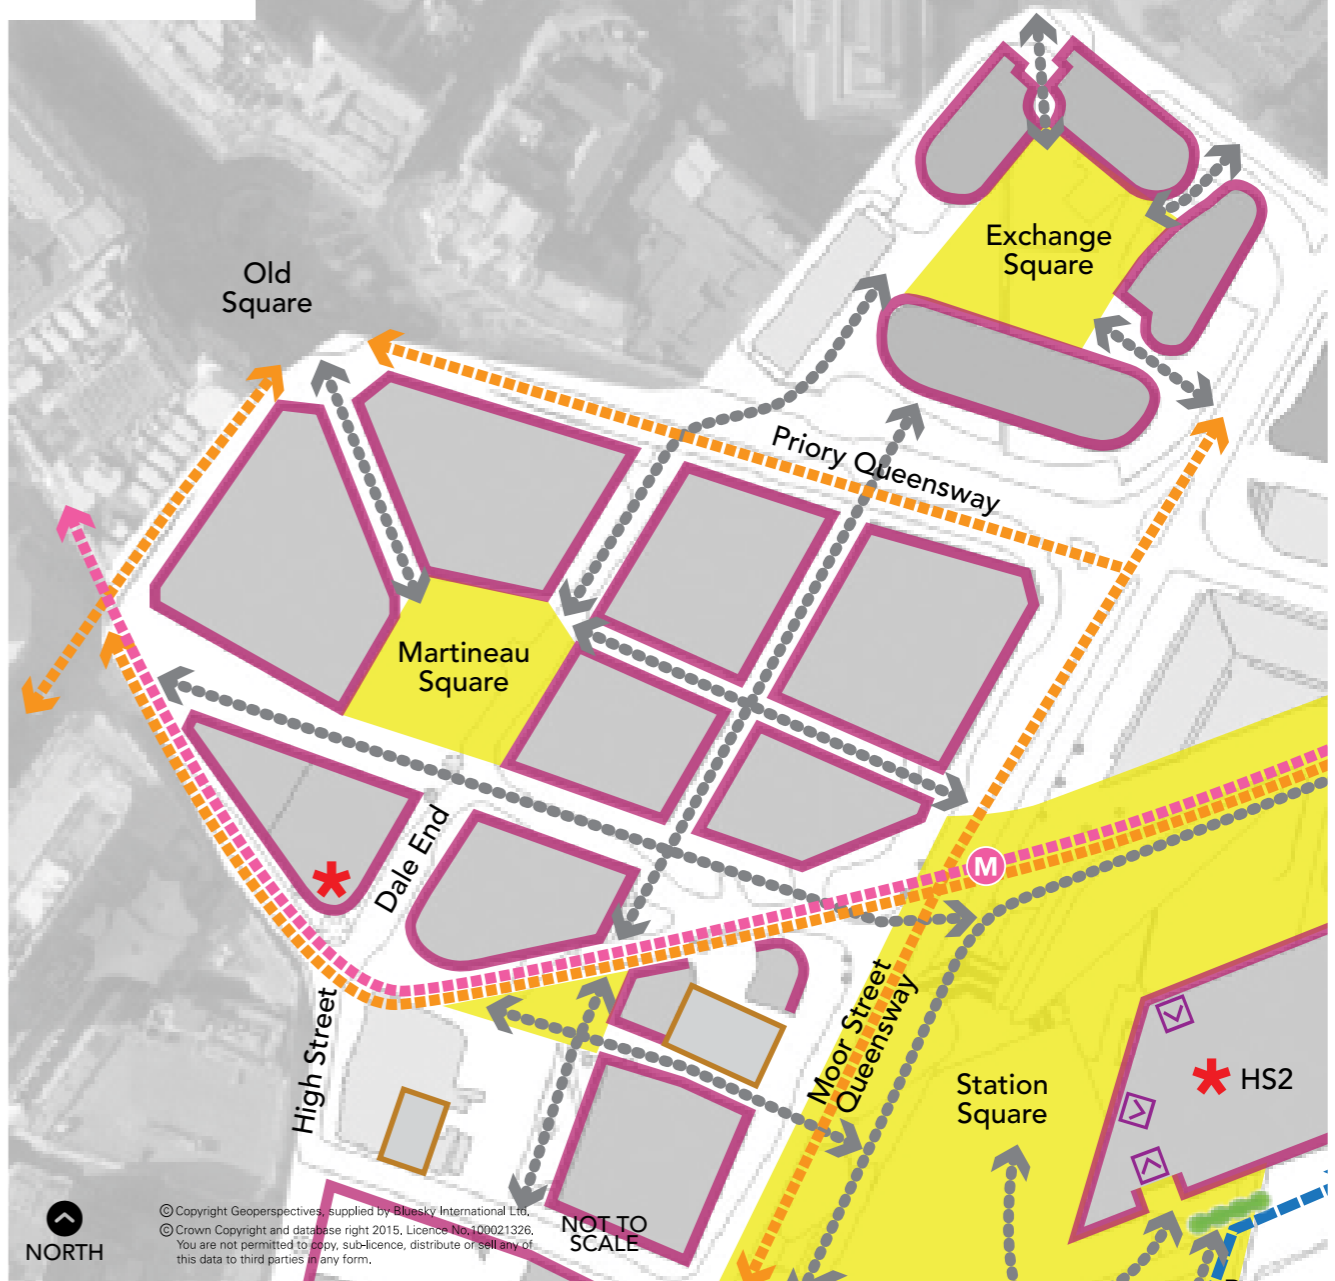 Exchange
Square
Old
Square
Priory Queensway
Martineau
Square
Dale End
M
High Street
Moor Street
Queensway
Station
Square
HS2
NORTH
© Copyright Geoperspectives, supplied by Bluesky International Ltd.
© Crown Copyright and database right 2015. Licence No. 100021326.
You are not permitted to copy, sub-licence, distribute or sell any of
this data to third parties in any form.
NOT TO
SCALE